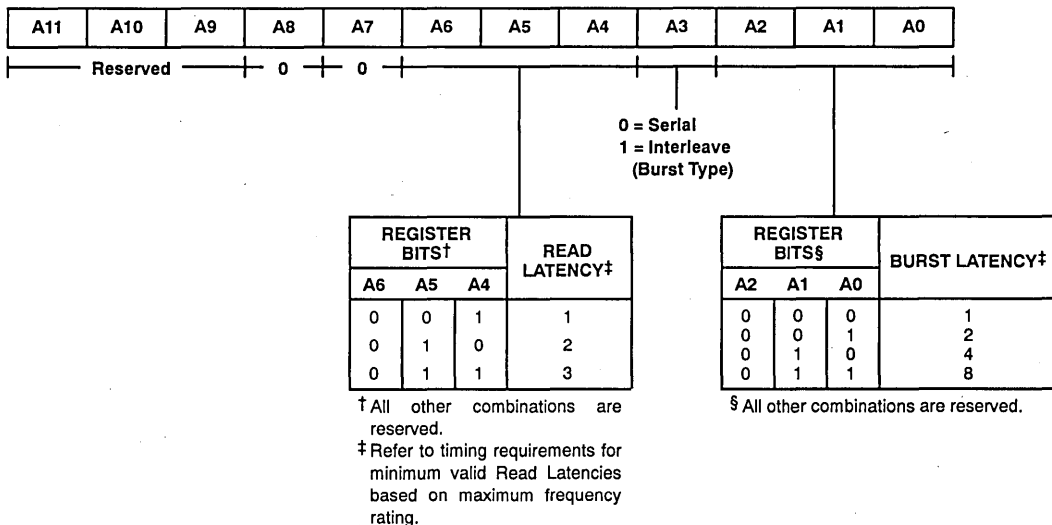 A11 A10 A9 A8 A7 A6 A5 A4 A3 A2 A1 A0
Reserved 0 0
0 = Serial
1 = Interleave
(Burst Type)
REGISTER
BITS†
READ
LATENCY‡
A6 A5 A4
0 0 1 1
0 1 0 2
0 1 1 3
† All other combinations are
reserved.
‡ Refer to timing requirements for
minimum valid Read Latencies
based on maximum frequency
rating.
REGISTER
BITS§
BURST LATENCY‡
A2 A1 A0
0 0 0 1
0 0 1 2
0 1 0 4
0 1 1 8
§ All other combinations are reserved.